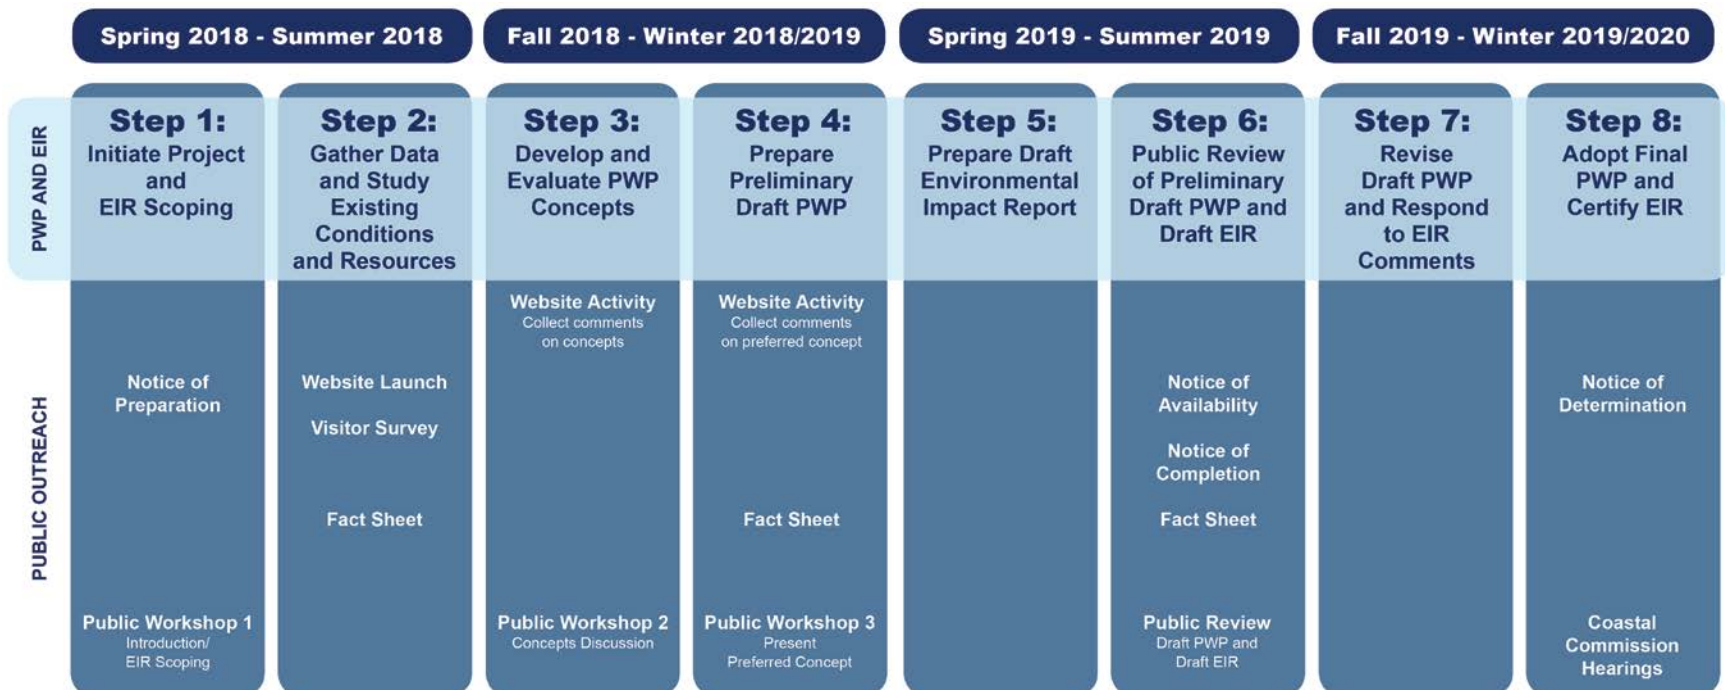 Spring 2018 - Summer 2018
Fall 2018 - Winter 2018/2019
Spring 2019 - Summer 2019
Fall 2019 - Winter 2019/2020
PWP AND EIR
Step 1:
Initiate Project
and
EIR Scoping
Step 2:
Gather Data
and Study
Existing
Conditions
and Resources
Step 3:
Develop and
Evaluate PWP
Concepts
Step 4:
Prepare
Preliminary
Draft PWP
Step 5:
Prepare Draft
Environmental
Impact Report
Step 6:
Public Review
of Preliminary
Draft PWP and
Draft EIR
Step 7:
Revise
Draft PWP
and Respond
to EIR
Comments
Step 8:
Adopt Final
PWP and
Certify EIR
PUBLIC OUTREACH
Notice of
Preparation
Public Workshop 1
Introduction/
EIR Scoping
Website Launch
Visitor Survey
Fact Sheet
Website Activity
Collect comments
on concepts
Public Workshop 2
Concepts Discussion
Website Activity
Collect comments
on preferred concept
Fact Sheet
Public Workshop 3
Present
Preferred Concept
Notice of
Availability
Notice of
Completion
Fact Sheet
Public Review
Draft PWP and
Draft EIR
Notice of
Determination
Coastal
Commission
Hearings